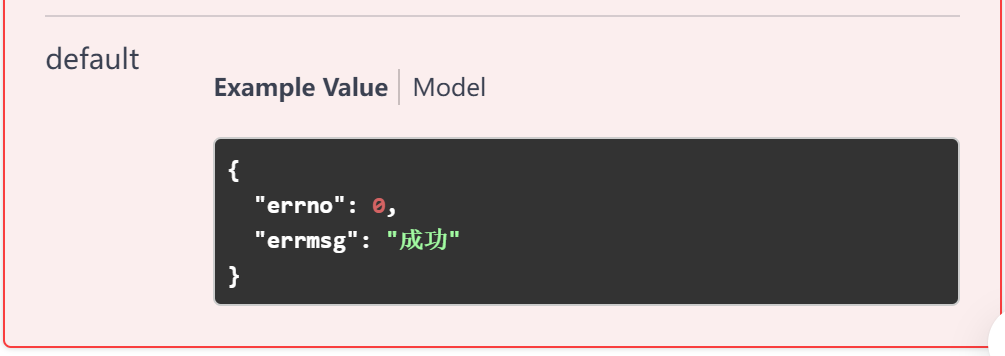 default
Example Value
Model
{
"errno": 0,
"errmsg": "成功"
}